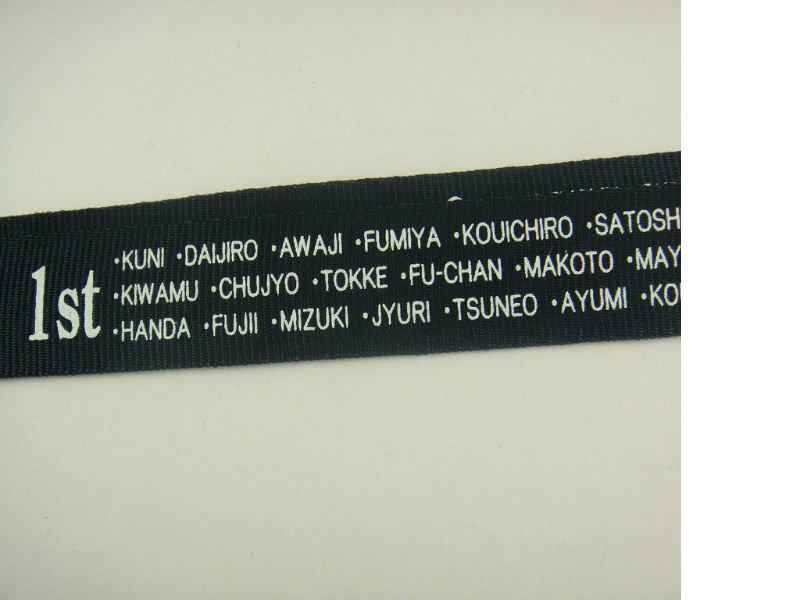 1st
·KUNI ·DAIJIRO ·AWAJI ·FUMIYA ·KOUICHIRO ·SATOSH
·KIWAMU ·CHUJYO ·TOKKE ·FU-CHAN ·MAKOTO ·MAY
·HANDA ·FUJII ·MIZUKI ·JYURI ·TSUNEO ·AYUMI